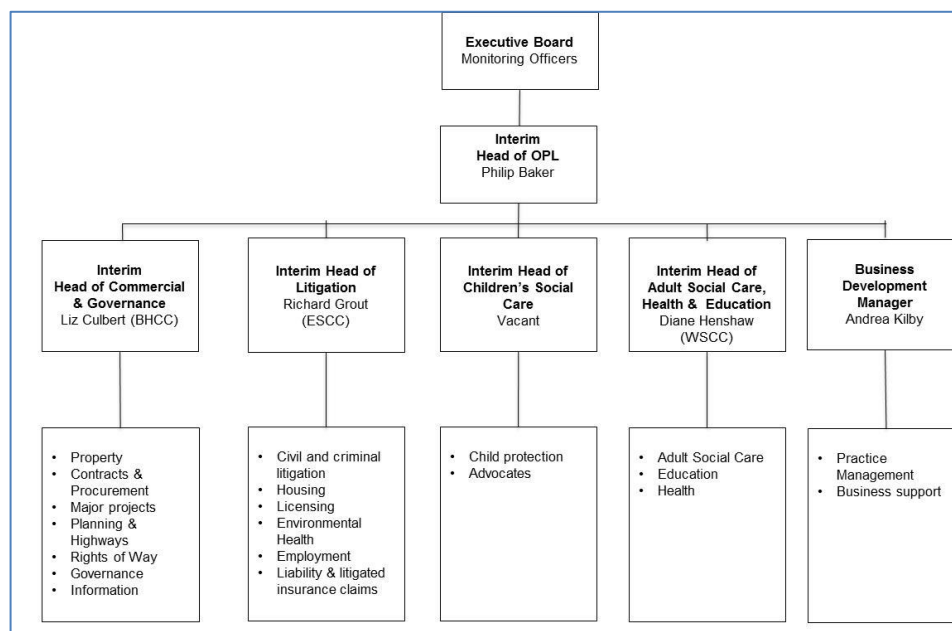 Executive Board
Monitoring Officers
Interim
Head of OPL
Philip Baker
Interim
Head of Commercial
& Governance
Liz Culbert (BHCC)
Interim Head of
Litigation
Richard Grout
(ESCC)
Interim Head of
Children's Social
Care
Vacant
Interim Head of
Adult Social Care,
Health & Education
Diane Henshaw
(WSCC)
Business
Development
Manager
Andrea Kilby
• Property
• Contracts &
Procurement
• Major projects
• Planning &
Highways
• Rights of Way
• Governance
• Information
• Civil and criminal
litigation
• Housing
• Licensing
• Environmental
Health
• Employment
• Liability & litigated
insurance claims
• Child protection
• Advocates
• Adult Social Care
• Education
• Health
• Practice
Management
• Business support